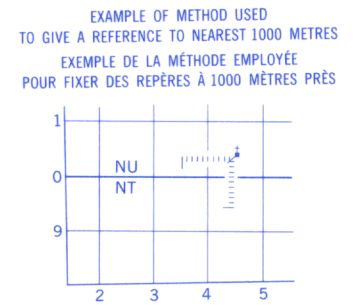 EXAMPLE OF METHOD USED
TO GIVE A REFERENCE TO NEAREST 1000 METRES
EXEMPLE DE LA MÉTHODE EMPLOYÉE
POUR FIXER DES REPÈRES À 1000 MÈTRES PRÈS
1
NU
0
NT
9
2 3 4 5